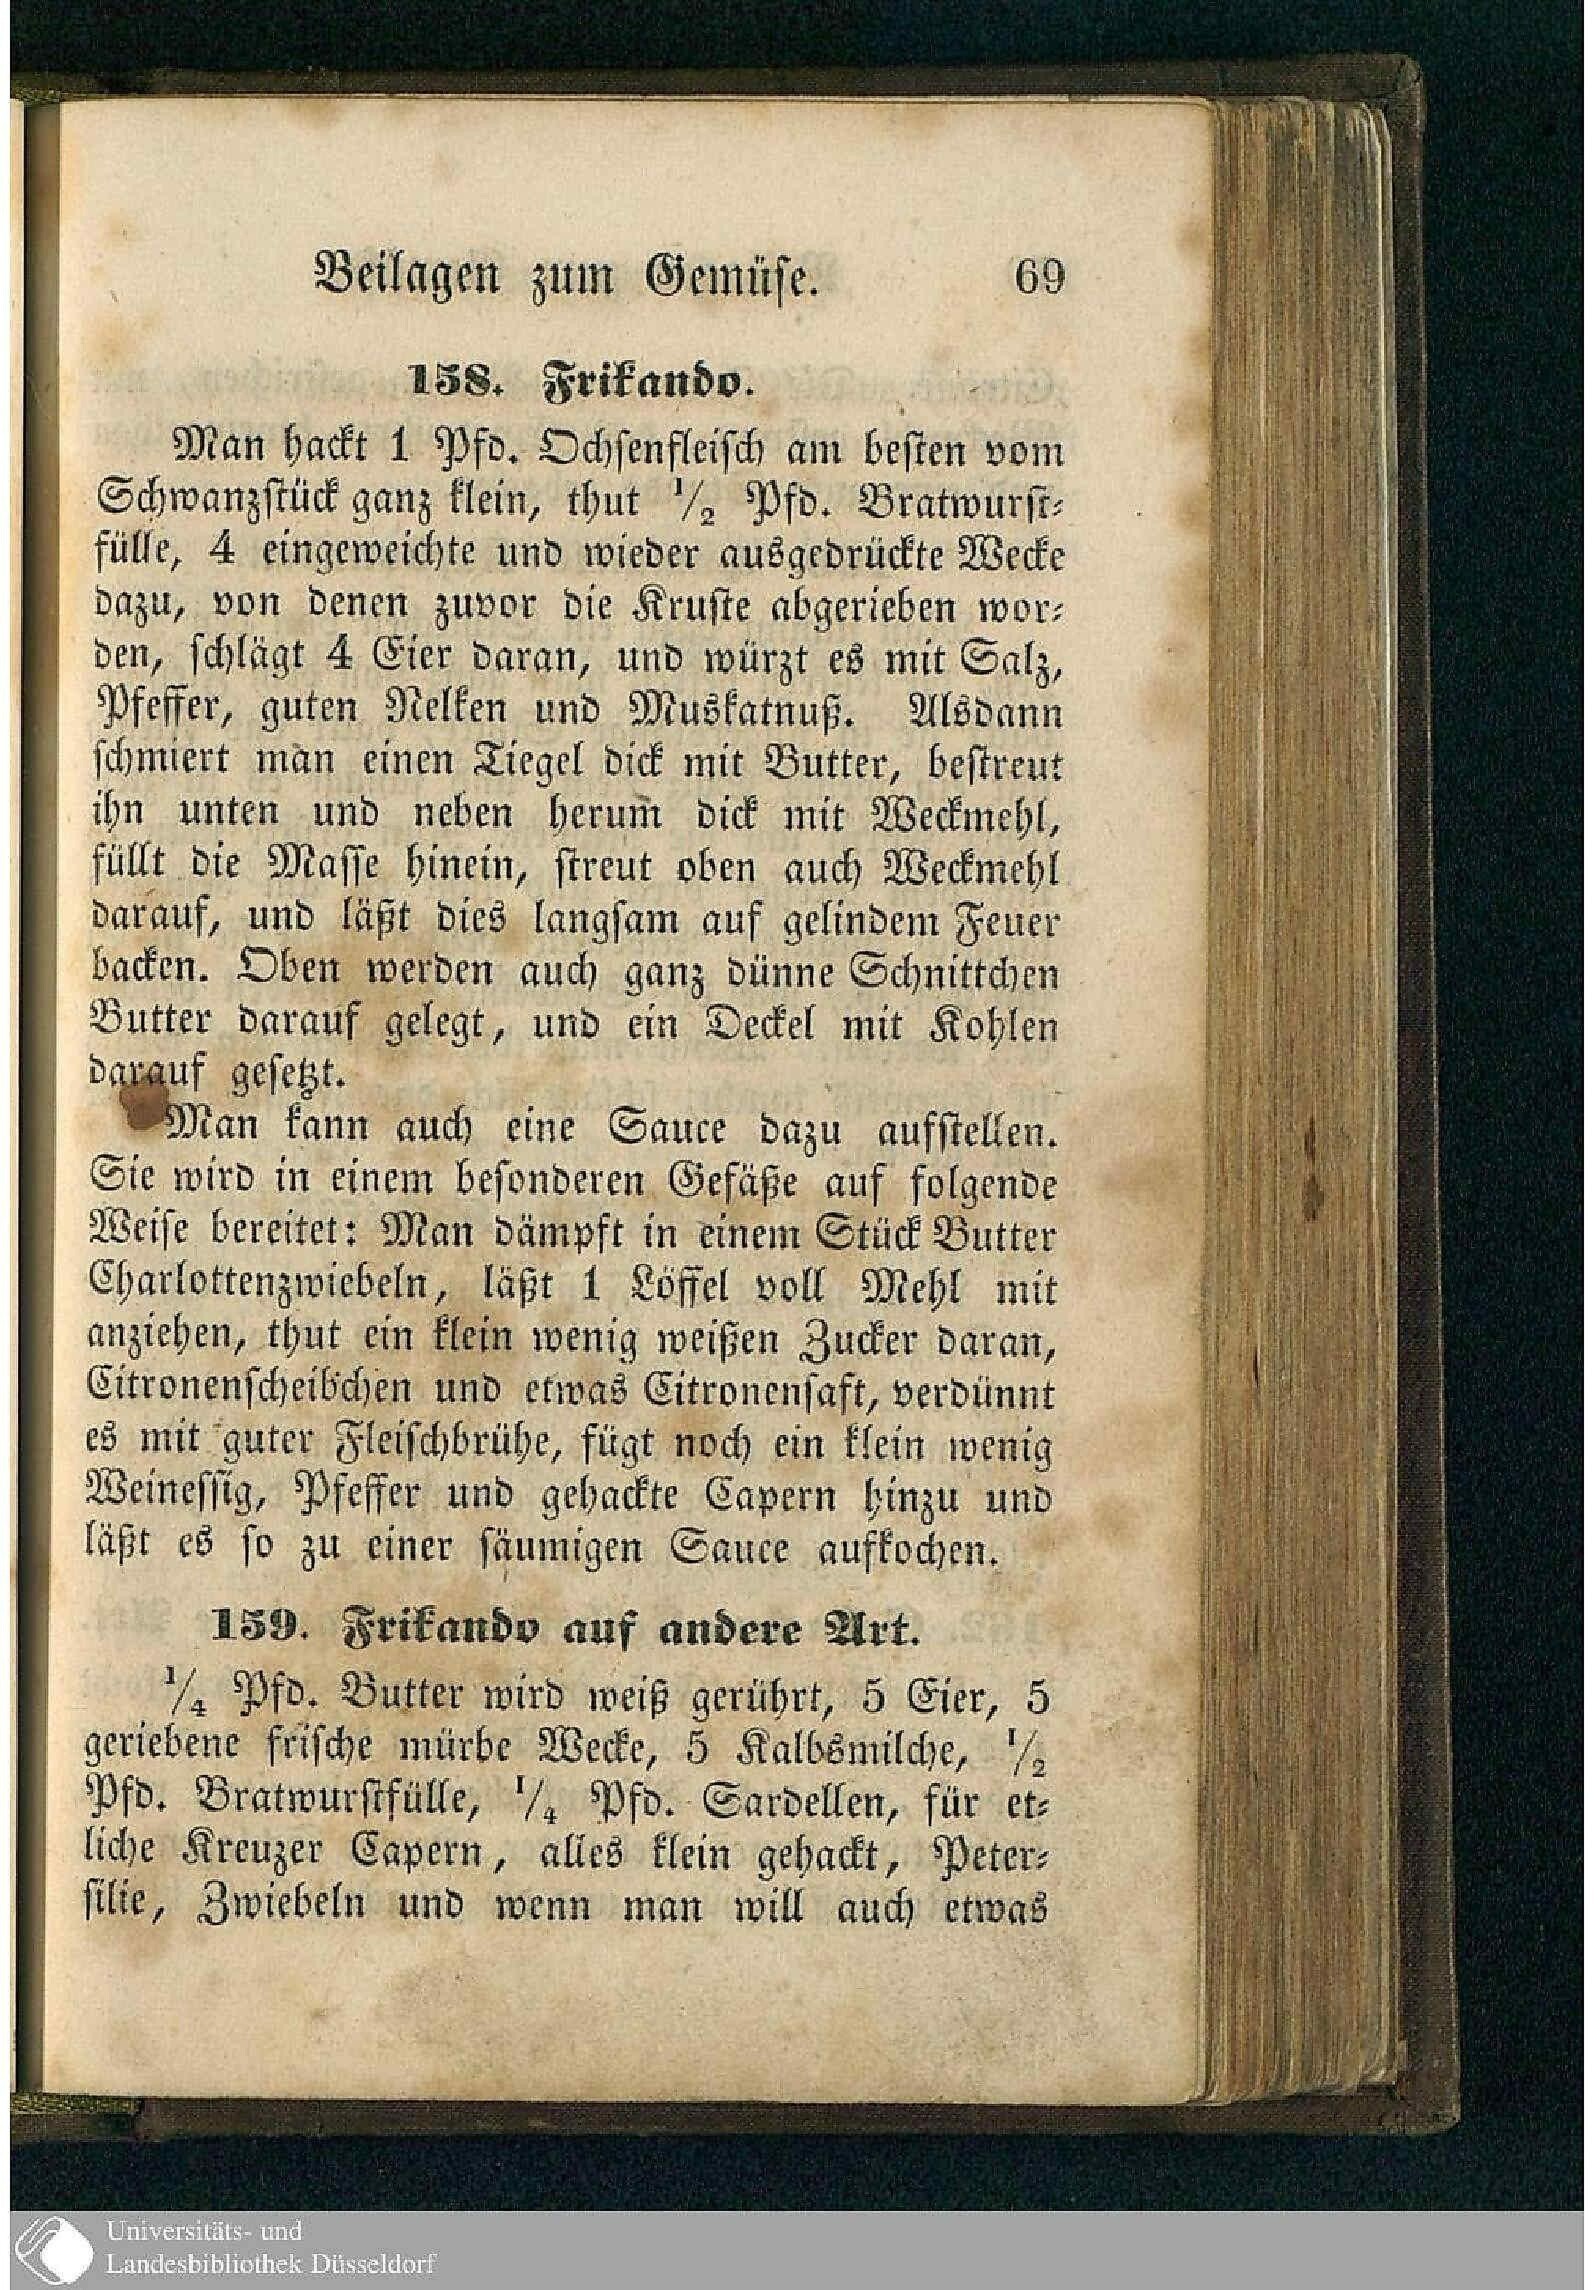 Beilagen zum Gemüse. 69
158. Frikando.
Man hackt 1 Pfd. Ochsenfleisch am besten vom
Schwanzstück ganz klein, thut 1/2 Pfd. Bratwurst-
fülle, 4 eingeweichte und wieder ausgedrückte Wecke
dazu, von denen zuvor die Kruste abgerieben wor-
den, schlägt 4 Eier daran, und würzt es mit Salz,
Pfeffer, guten Nelken und Muskatnuß. Alsdann
schmiert man einen Tiegel dick mit Butter, bestreut
ihn unten und neben herum dick mit Weckmehl,
füllt die Masse hinein, streut oben auch Weckmehl
darauf, und läßt dies langsam auf gelindem Feuer
backen. Oben werden auch ganz dünne Schnittchen
Butter darauf gelegt, und ein Deckel mit Kohlen
darauf gesetzt.
Man kann auch eine Sauce dazu aufstellen.
Sie wird in einem besonderen Gefäße auf folgende
Weise bereitet: Man dämpft in einem Stück Butter
Charlottenzwiebeln, läßt 1 Löffel voll Mehl mit
anziehen, thut ein klein wenig weißen Zucker daran,
Citronenscheibchen und etwas Citronensaft, verdünnt
es mit guter Fleischbrühe, fügt noch ein klein wenig
Weinessig, Pfeffer und gehackte Capern hinzu und
läßt es so zu einer säumigen Sauce aufkochen.
159. Frikando auf andere Art.
1/4 Pfd. Butter wird weiß gerührt, 5 Eier, 5
geriebene frische mürbe Wecke, 5 Kalbsmilche, 1/2
Pfd. Bratwurstfülle, 1/4 Pfd. Sardellen, für et-
liche Kreuzer Capern, alles klein gehackt, Peter-
silie, Zwiebeln und wenn man will auch etwas
Universitäts- und
Landesbibliothek Düsseldorf